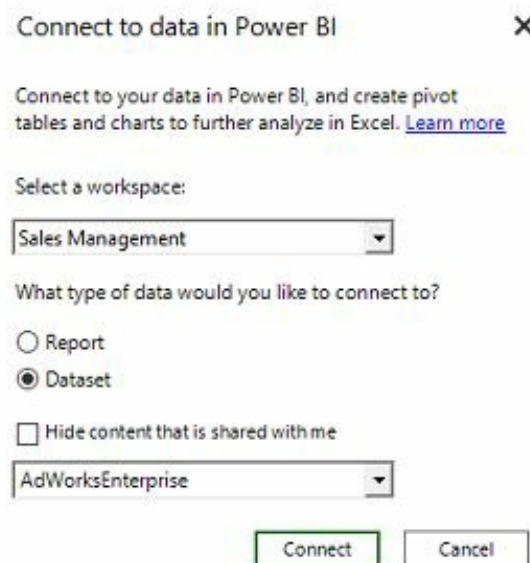 Connect to data in Power BI
Connect to your data in Power BI, and create pivot
tables and charts to further analyze in Excel. Learn more
Select a workspace:
Sales Management
What type of data would you like to connect to?
Report
Dataset
Hide content that is shared with me
AdWorksEnterprise
Connect Cancel